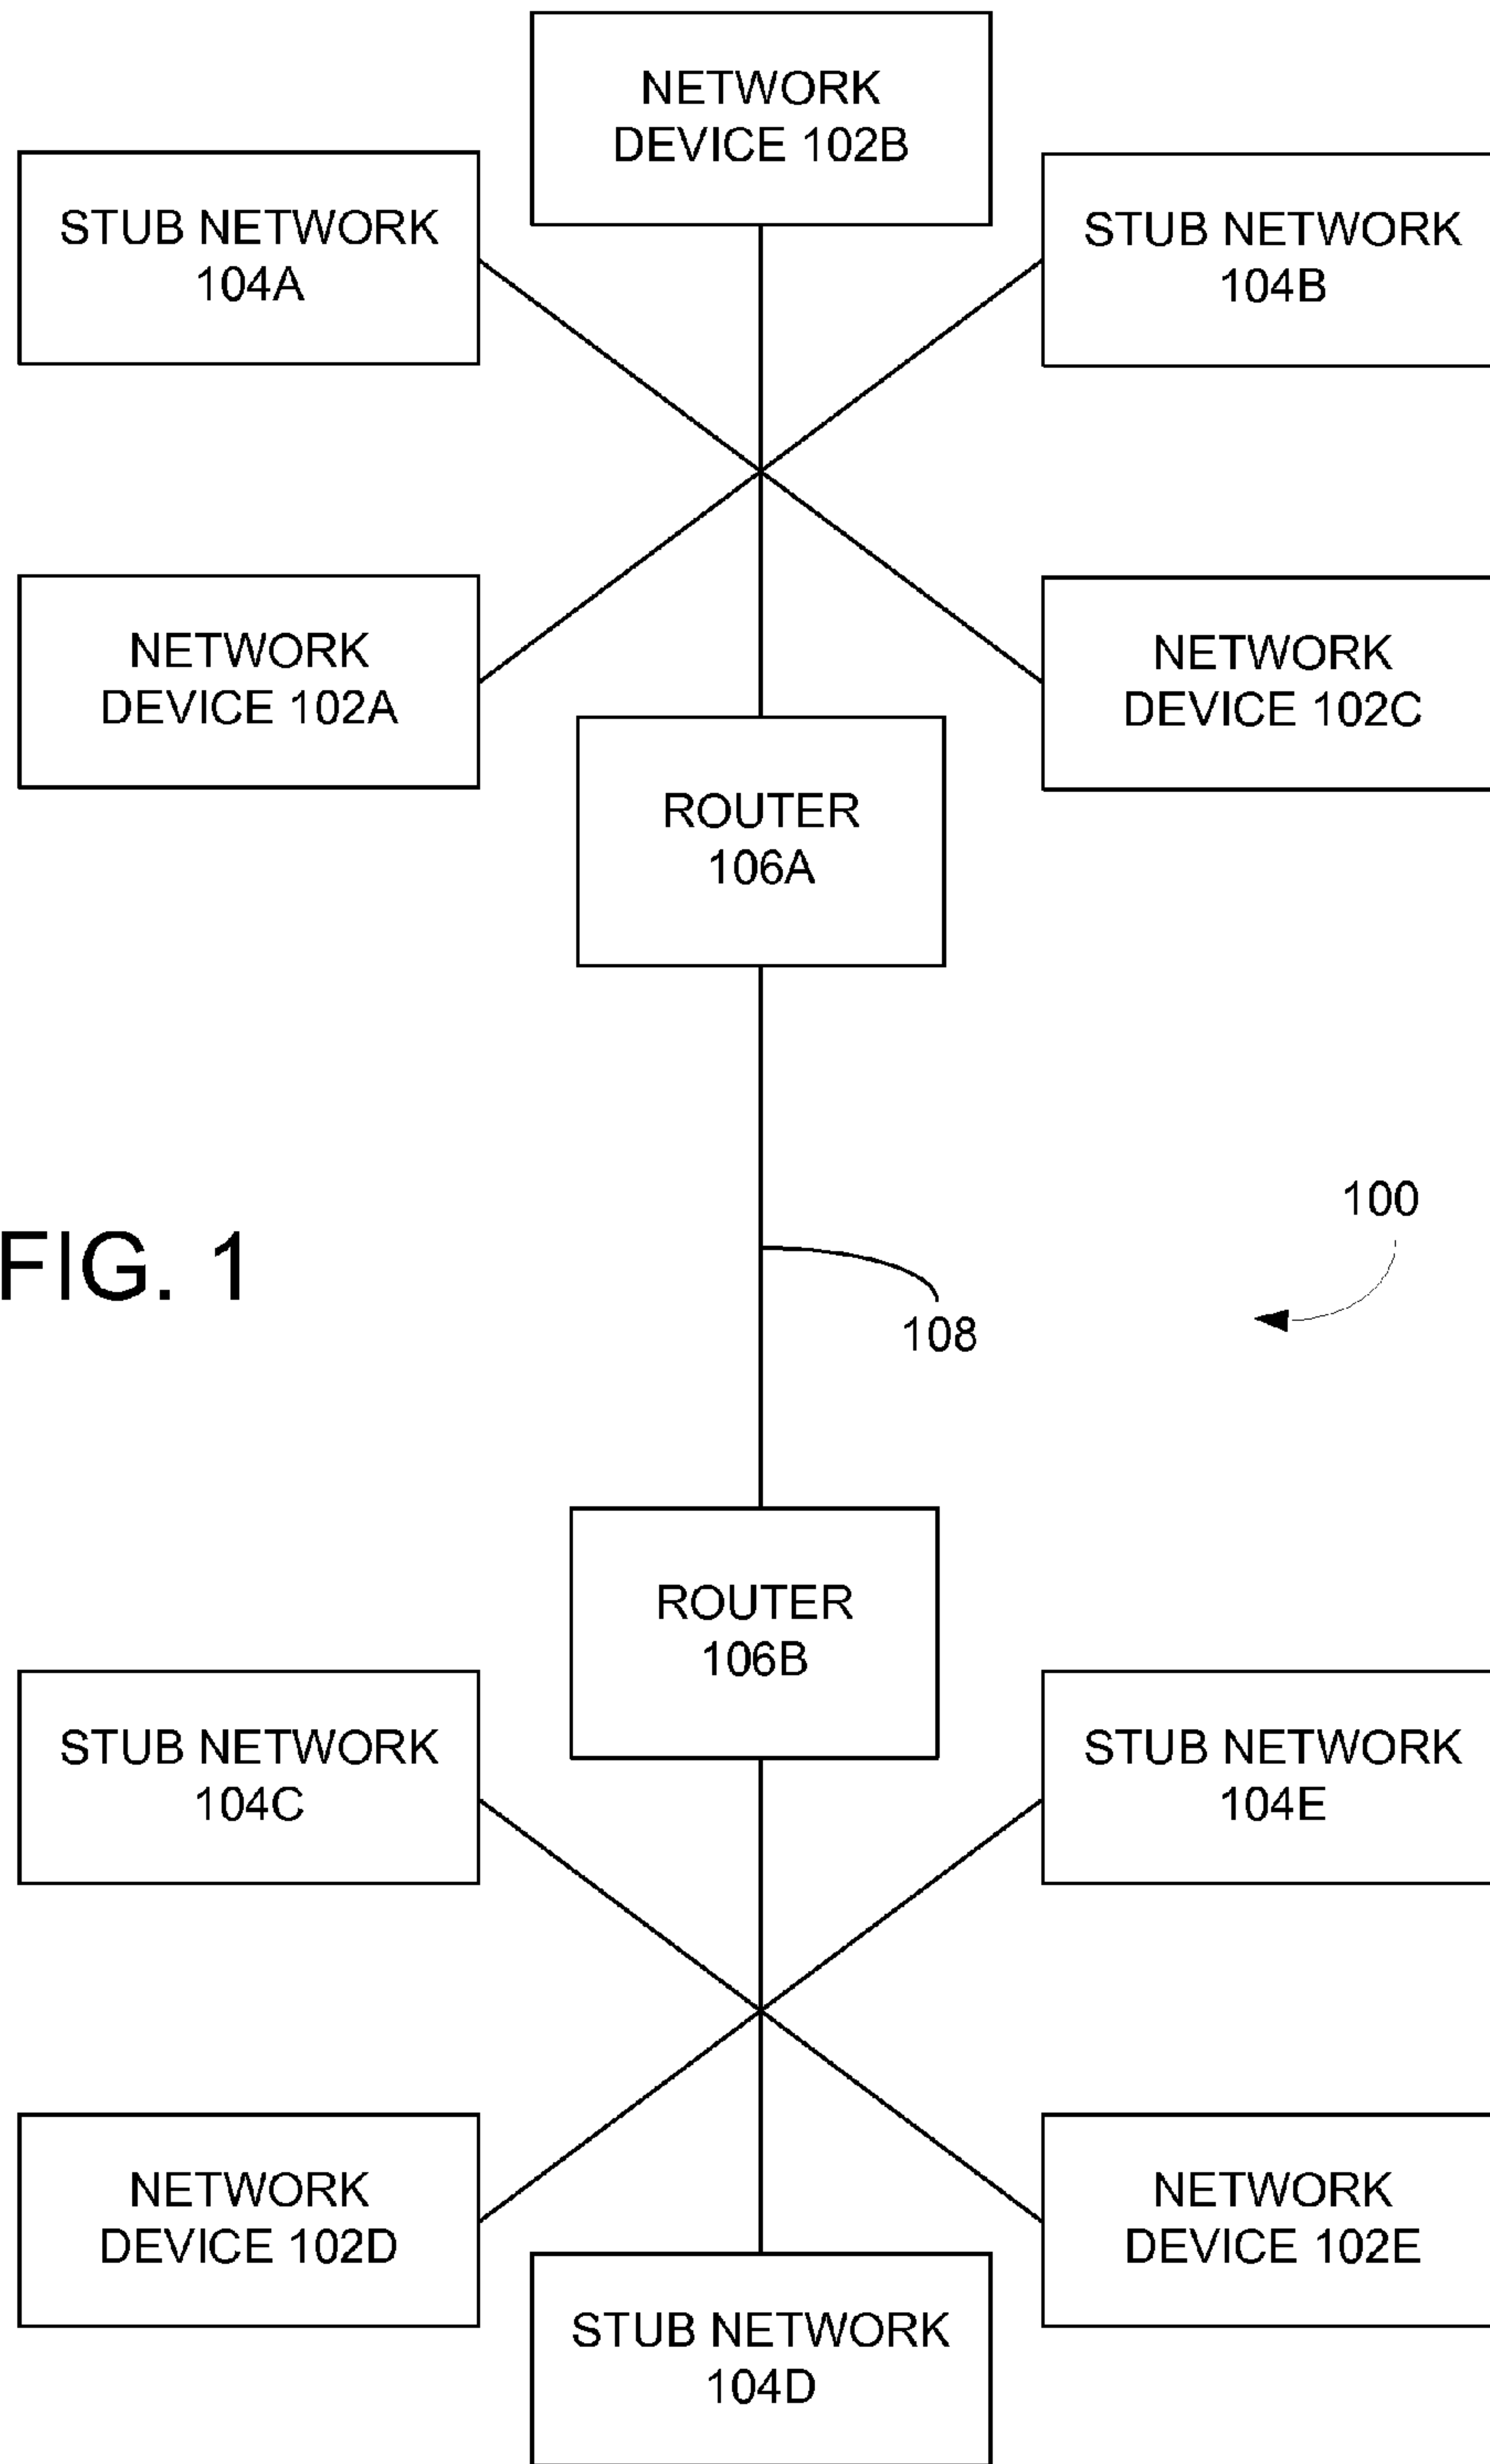 NETWORK
DEVICE 102B
STUB NETWORK
104A
STUB NETWORK
104B
NETWORK
DEVICE 102A
NETWORK
DEVICE 102C
ROUTER
106A
100
FIG. 1
108
ROUTER
106B
STUB NETWORK
104C
STUB NETWORK
104E
NETWORK
DEVICE 102D
NETWORK
DEVICE 102E
STUB NETWORK
104D